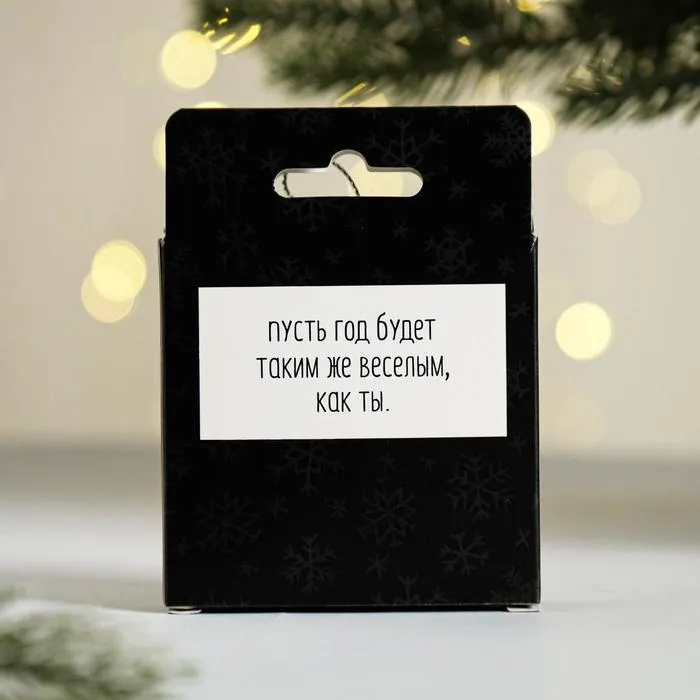 пусть год будет
таким же веселым,
как ты.